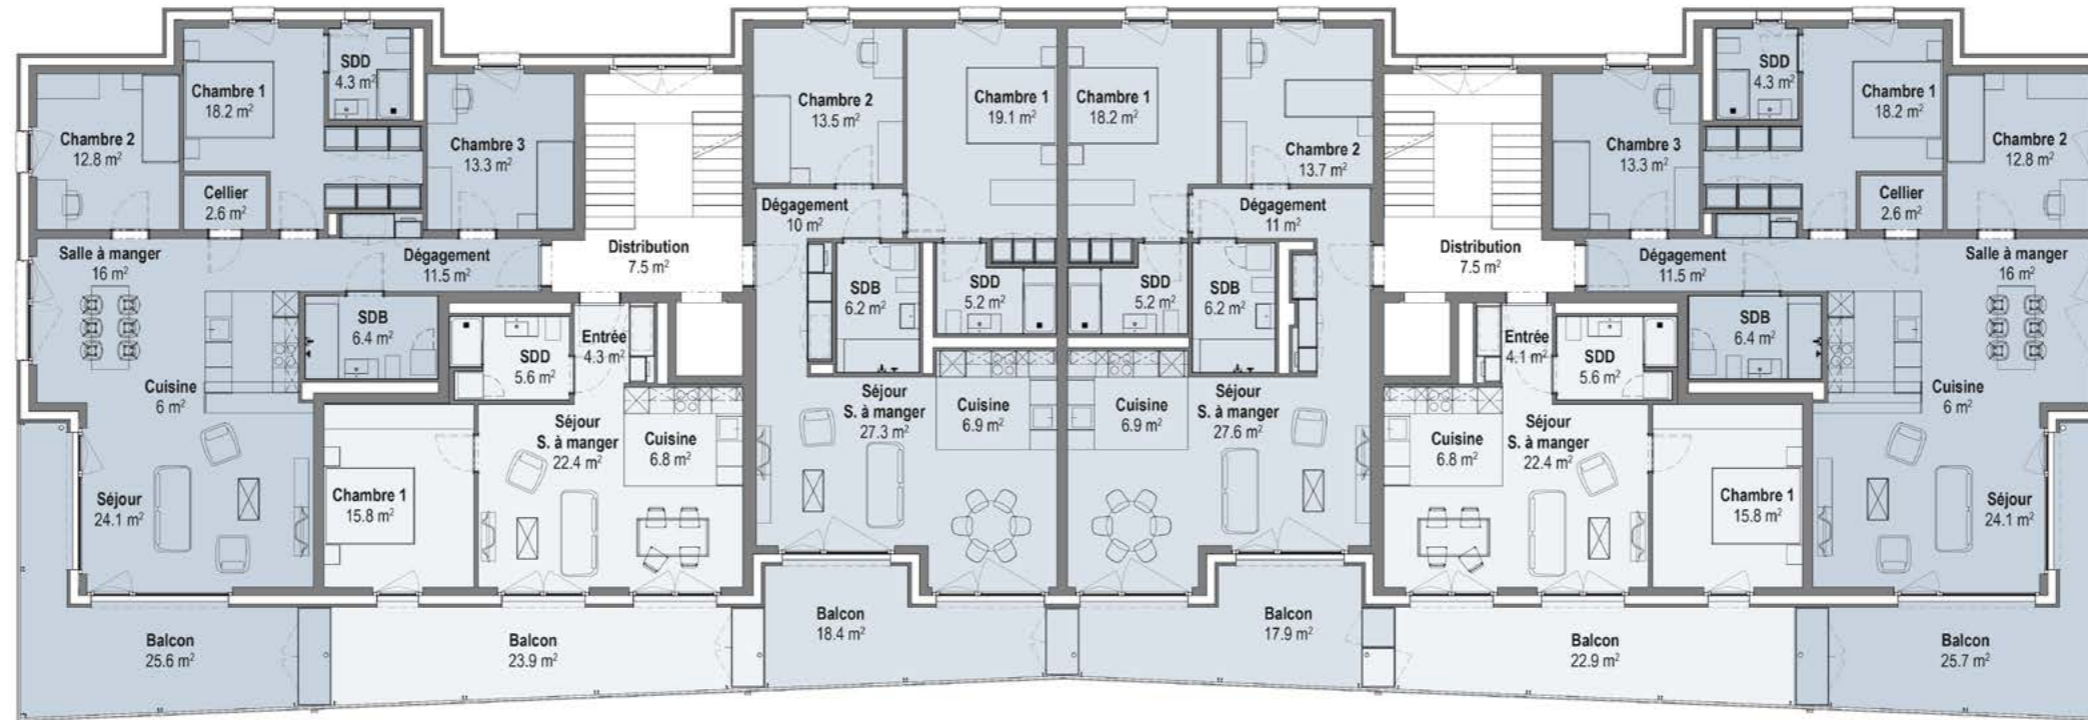 SDD
4.3 m²
Chambre 1
18.2 m²
Chambre 2
12.8 m²
Chambre 3
13.3 m²
Cellier
2.6 m²
Salle à manger
16 m²
Dégagement
11.5 m²
Distribution
7.5 m²
SDB
6.4 m²
SDD
5.6 m²
Entrée
4.3 m²
Cuisine
6 m²
Séjour
24.1 m²
Chambre 1
15.8 m²
Séjour
S. à manger
22.4 m²
Cuisine
6.8 m²
Balcon
25.6 m²
Balcon
23.9 m²
Chambre 2
13.5 m²
Chambre 1
19.1 m²
Dégagement
10 m²
SDB
6.2 m²
SDD
5.2 m²
Séjour
S. à manger
27.3 m²
Cuisine
6.9 m²
Balcon
18.4 m²
Chambre 1
18.2 m²
Chambre 2
13.7 m²
Dégagement
11 m²
SDD
5.2 m²
SDB
6.2 m²
Cuisine
6.9 m²
Séjour
S. à manger
27.6 m²
Balcon
17.9 m²
Distribution
7.5 m²
Entrée
4.1 m²
SDD
5.6 m²
Cuisine
6.8 m²
Séjour
S. à manger
22.4 m²
Chambre 1
15.8 m²
Balcon
22.9 m²
SDD
4.3 m²
Chambre 1
18.2 m²
Chambre 3
13.3 m²
Chambre 2
12.8 m²
Cellier
2.6 m²
Dégagement
11.5 m²
Salle à manger
16 m²
SDB
6.4 m²
Cuisine
6 m²
Séjour
24.1 m²
Balcon
25.7 m²